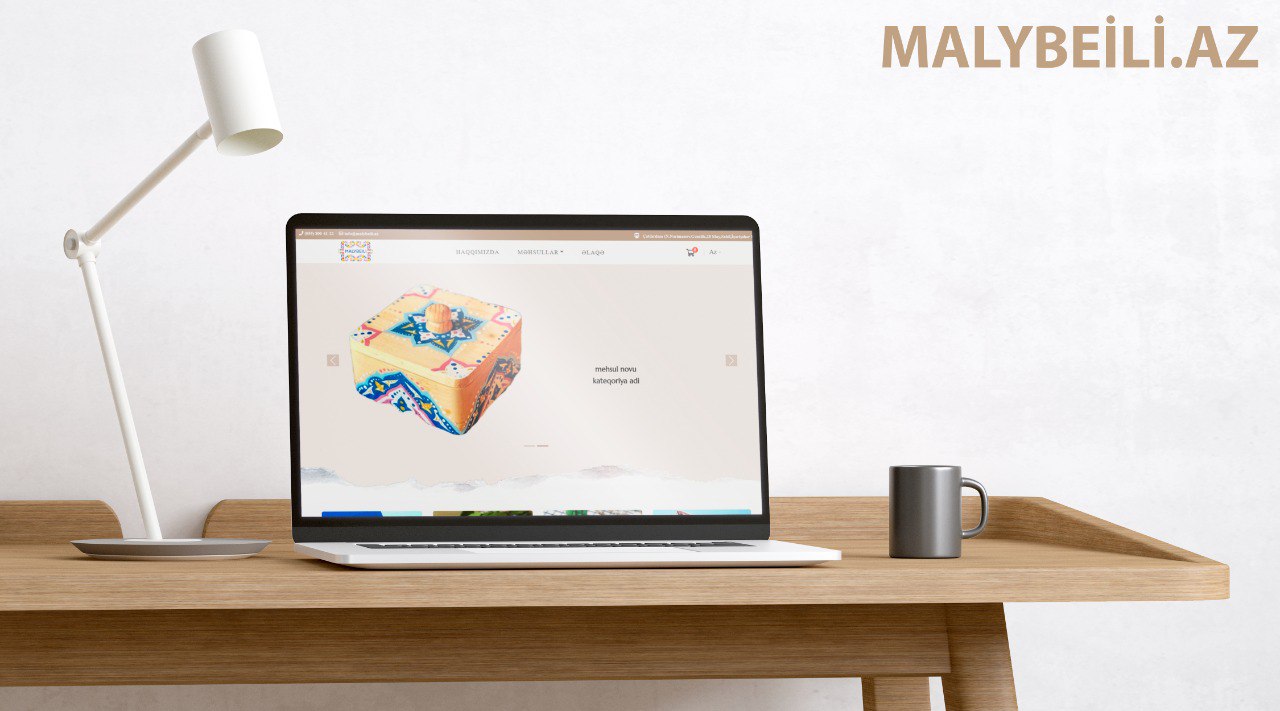 MALYBEİLİ.AZ
HAQQIMIZDA MƏHSULLAR ƏLAQƏ Az
mehsul novu
kateqoriya adi